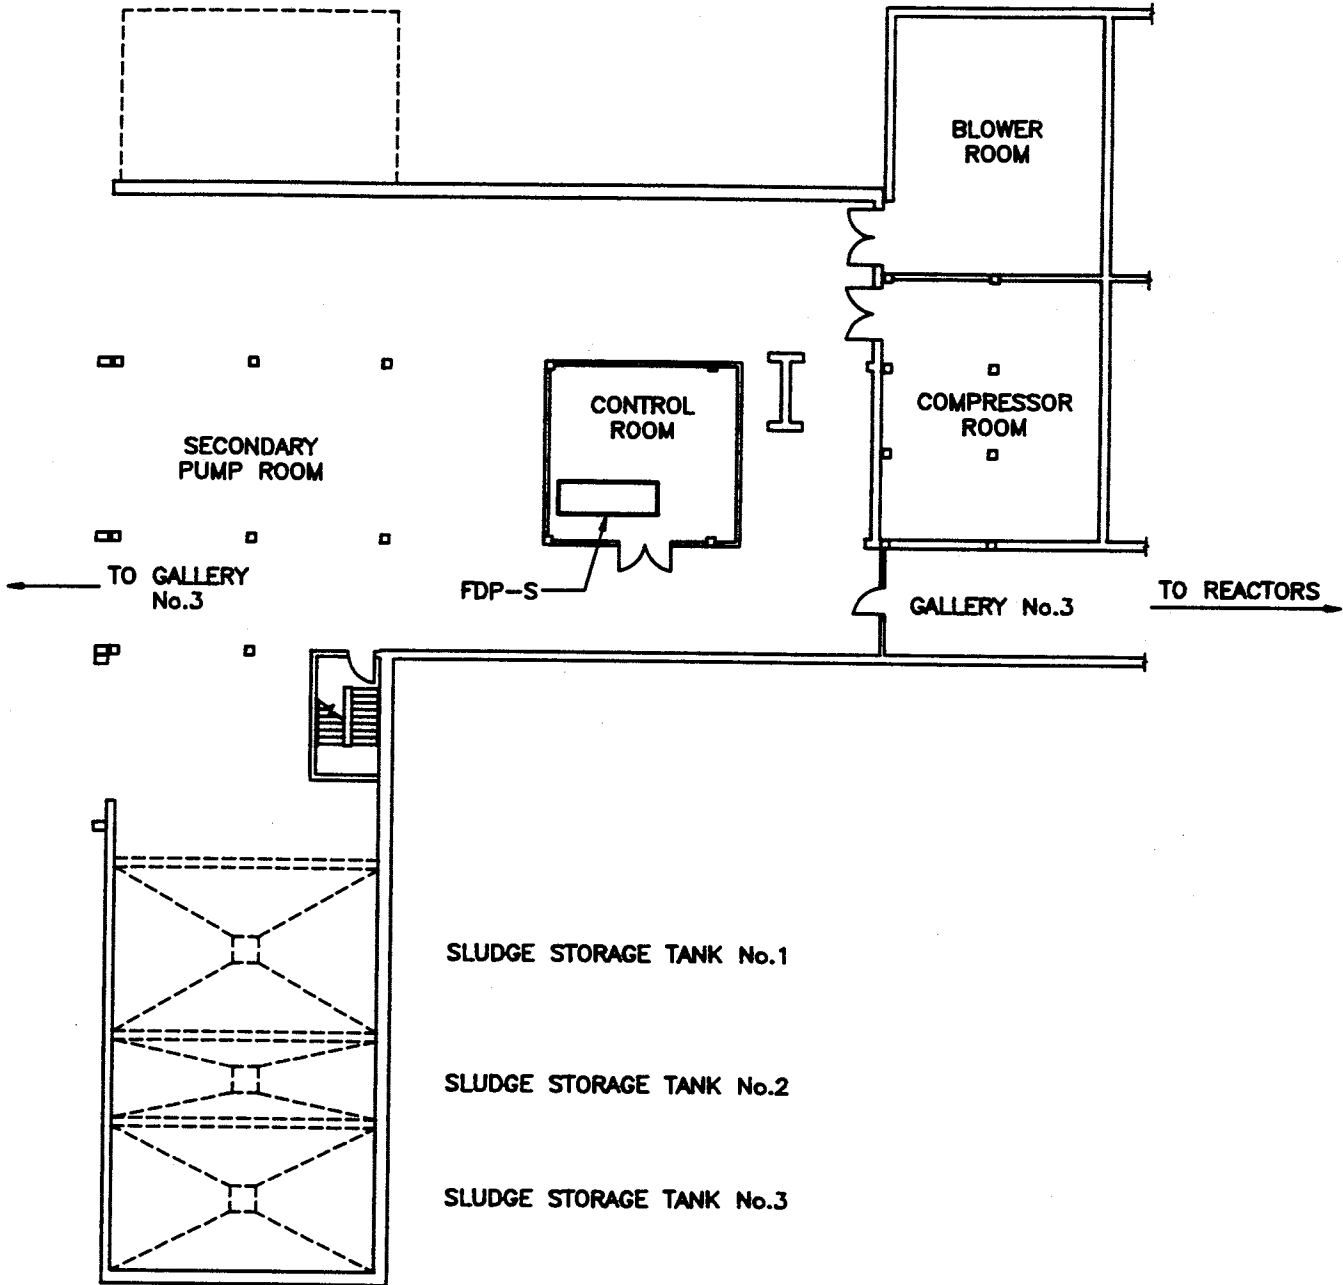 BLOWER
ROOM
CONTROL
ROOM
COMPRESSOR
ROOM
SECONDARY
PUMP ROOM
TO GALLERY
No.3
FDP-S
GALLERY No.3
TO REACTORS
SLUDGE STORAGE TANK No.1
SLUDGE STORAGE TANK No.2
SLUDGE STORAGE TANK No.3